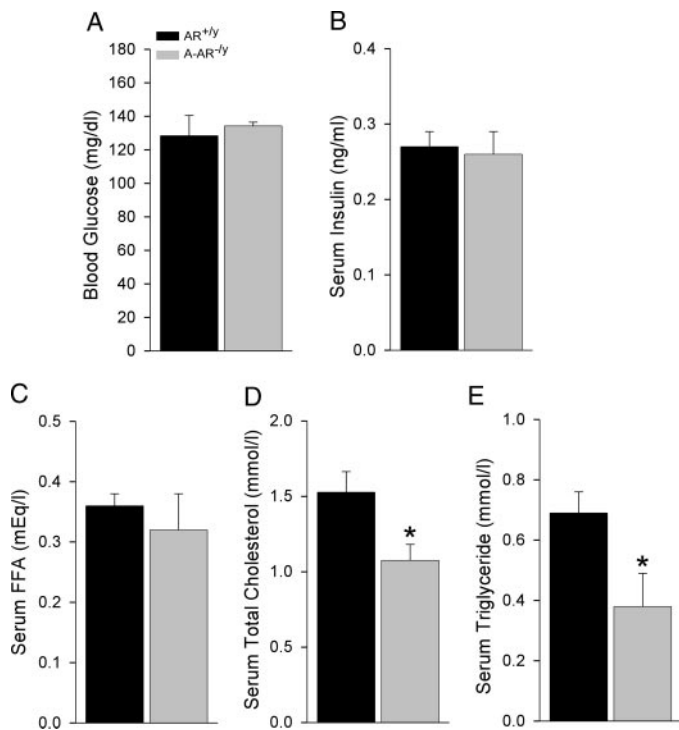 A
AR+/y
A-AR-/y
Blood Glucose (mg/dl)
180
160
140
120
100
80
60
40
20
0
B
Serum Insulin (ng/ml)
0.4
0.3
0.2
0.1
0.0
C
Serum FFA (mEq/l)
0.5
0.4
0.3
0.2
0.1
0.0
D
Serum Total Cholesterol (mmol/l)
2.0
1.5
1.0
0.5
0.0
*
E
Serum Triglyceride (mmol/l)
1.0
0.8
0.6
0.4
0.2
0.0
*